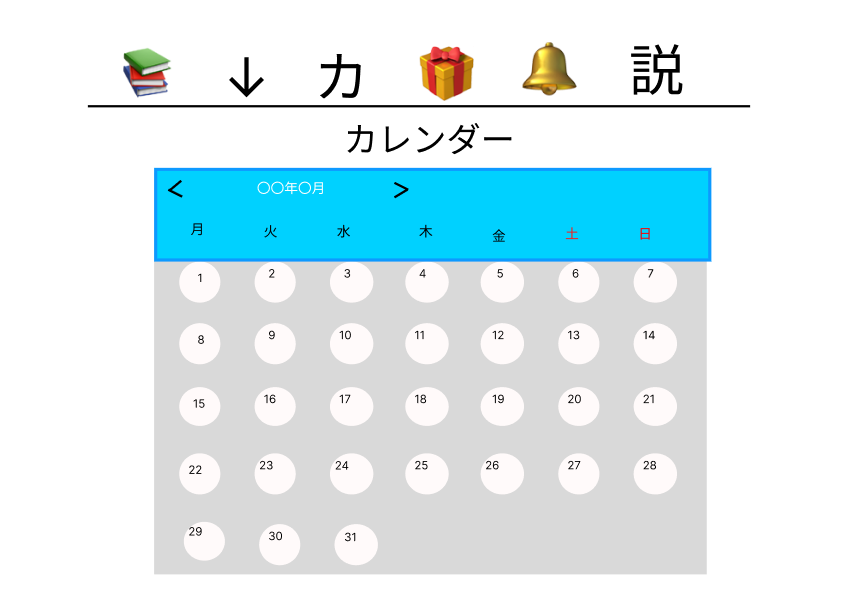 ↓ カ 説
カレンダー
< 〇〇年〇月 >
月 火 水 木 金 土 日
1 2 3 4 5 6 7
8 9 10 11 12 13 14
15 16 17 18 19 20 21
22 23 24 25 26 27 28
29 30 31